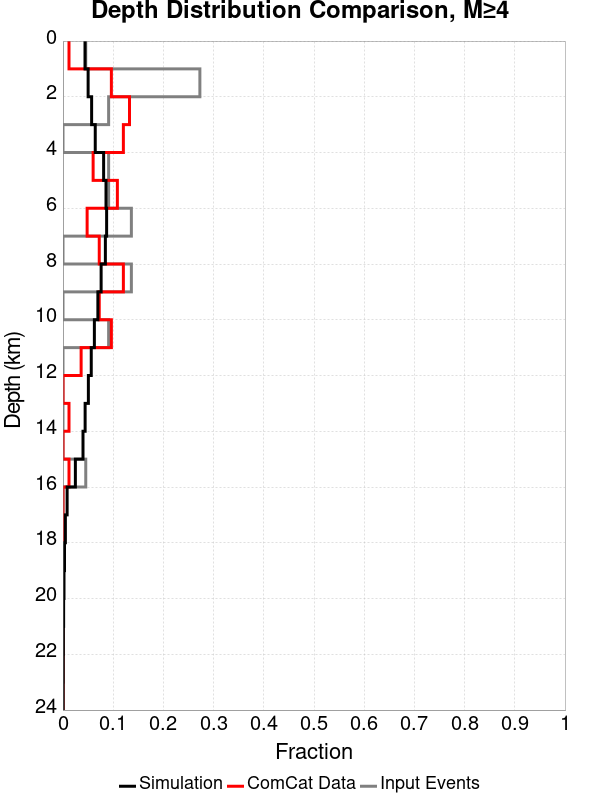 Depth Distribution Comparison, M≥4
0
2
4
6
8
10
12
14
16
18
20
22
24
Depth (km)
0 0.1 0.2 0.3 0.4 0.5 0.6 0.7 0.8 0.9 1
Fraction
Simulation ComCat Data Input Events